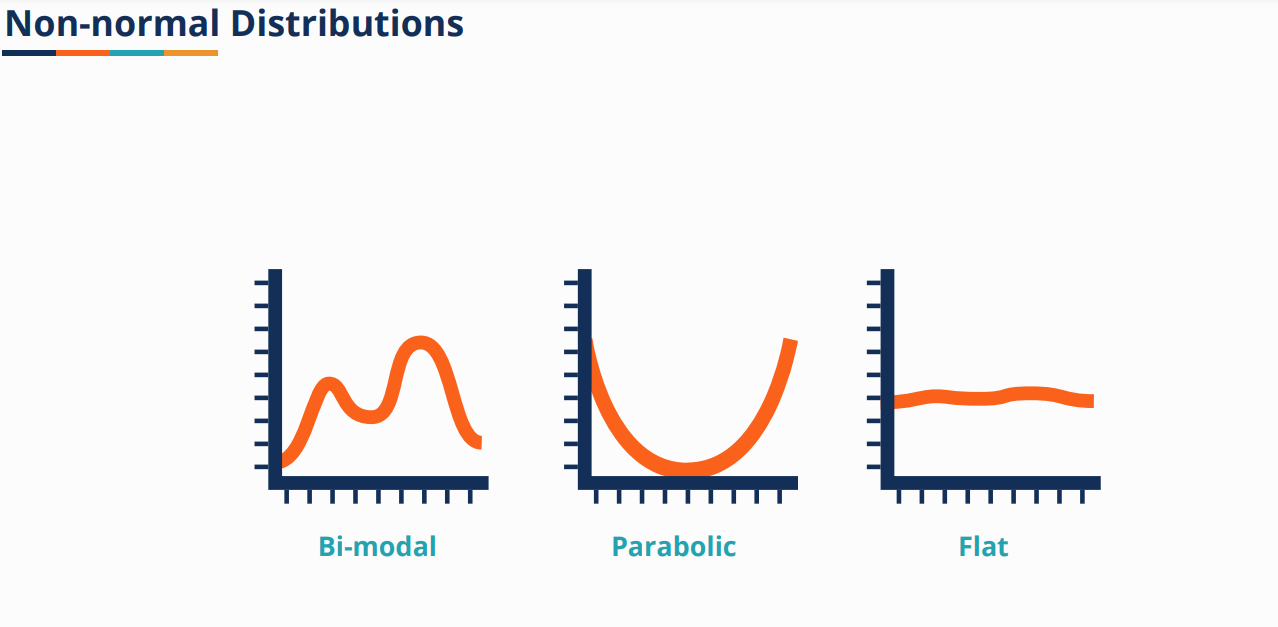 Non-normal Distributions
Bi-modal
Parabolic
Flat